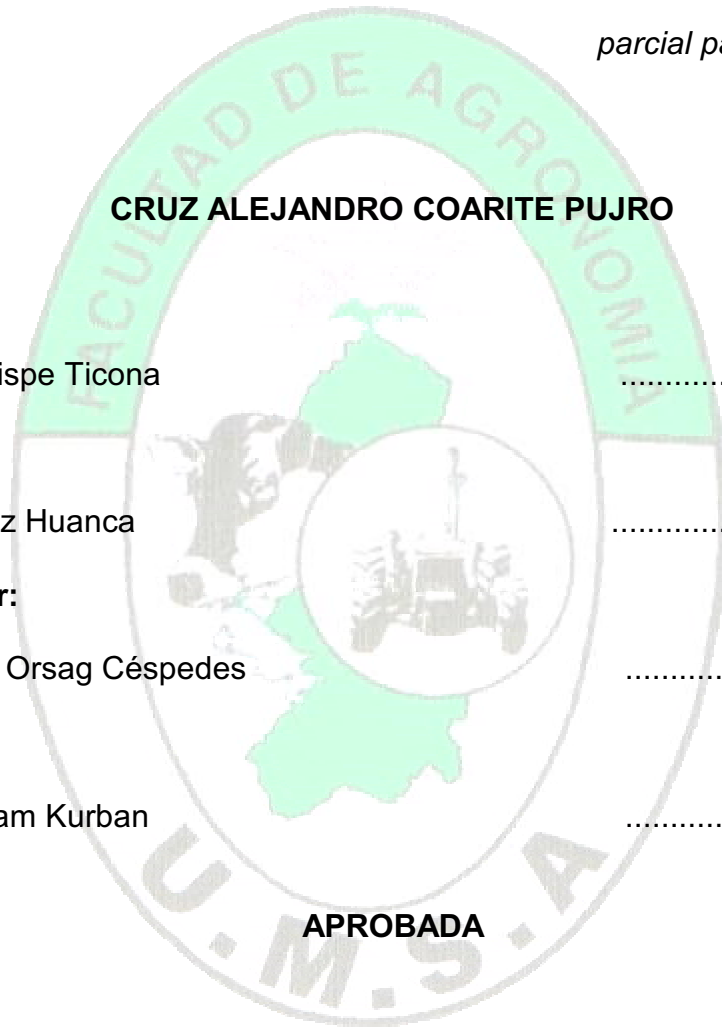 parcial pa
CRUZ ALEJANDRO COARITE PUJRO
ispe Ticona ............
z Huanca .............
r:
Orsag Céspedes ............
am Kurban ............
APROBADA
FACULTAD DE AGRONOMIA
U.M.S.A.